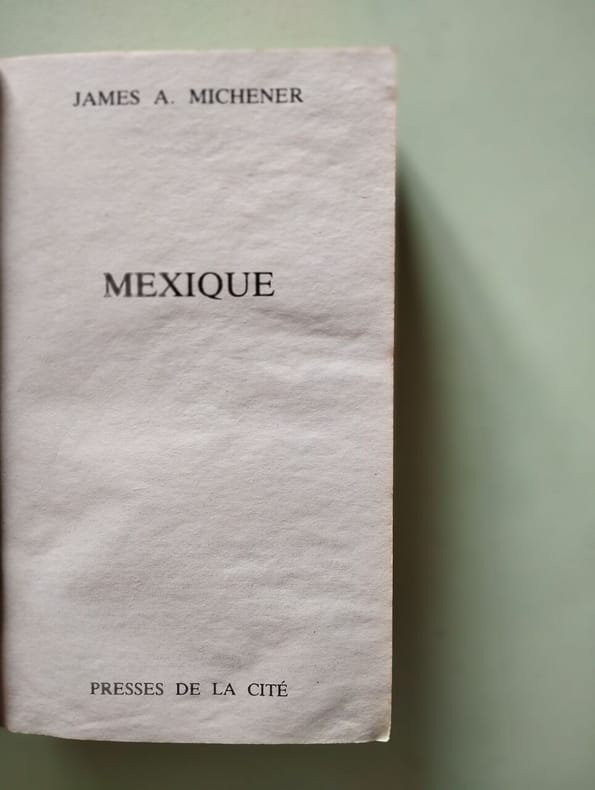 JAMES A. MICHENER
MEXIQUE
PRESSES DE LA CITÉ